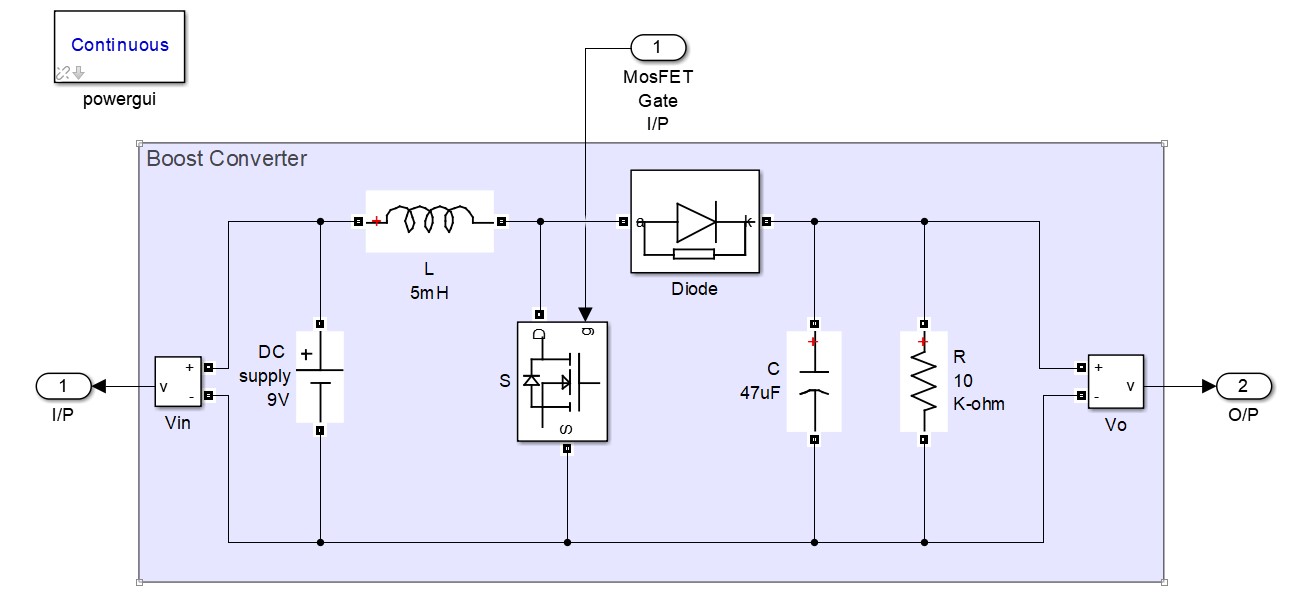 Continuous
powergui
1
MosFET
Gate
I/P
Boost Converter
+
a
k
L
5mH
Diode
D
g
DC
supply
9V
+
S
S
C
47uF
+
R
10
K-ohm
+
1
I/P
v
+
-
Vin
+
-
v
Vo
2
O/P